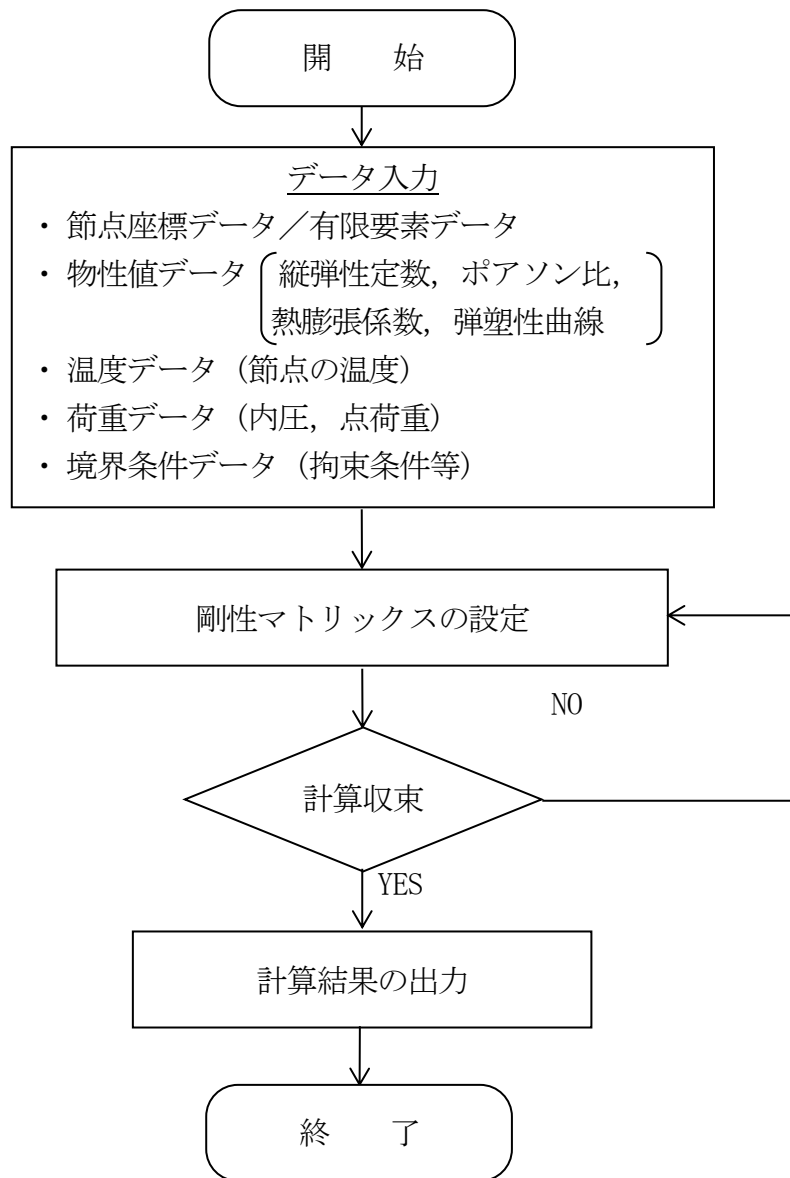 開　　始
データ入力
・ 節点座標データ／有限要素データ
・ 物性値データ 縦弾性定数，ポアソン比，
熱膨張係数，弾塑性曲線
・ 温度データ（節点の温度）
・ 荷重データ（内圧，点荷重）
・ 境界条件データ（拘束条件等）
剛性マトリックスの設定
NO
計算収束
YES
計算結果の出力
終　　了